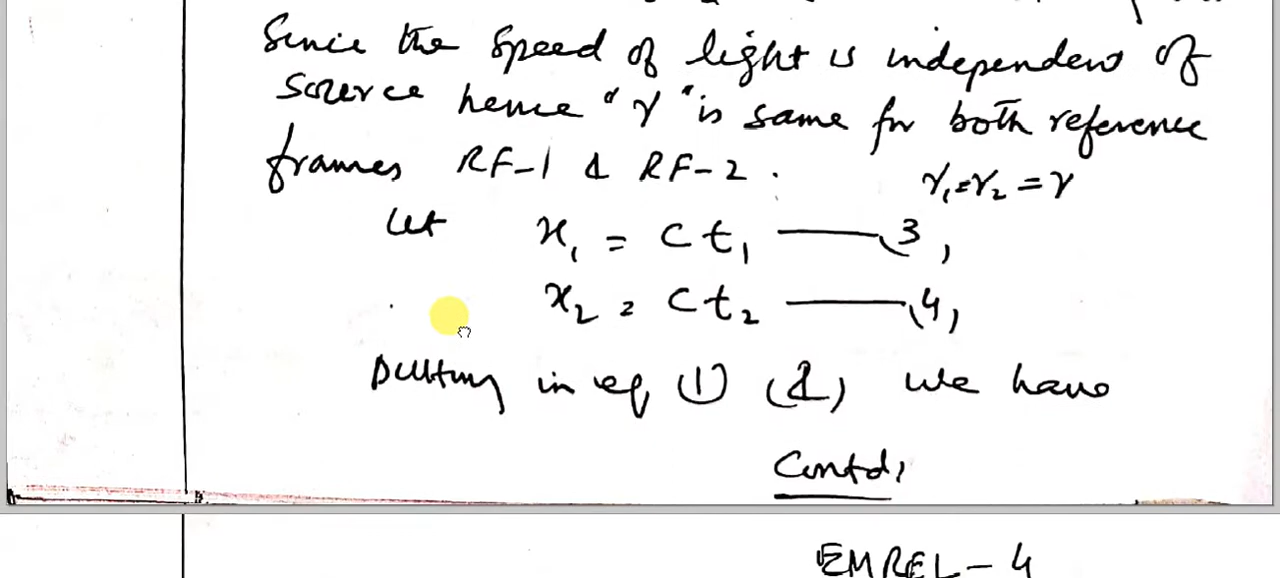 Since the speed of light is independent of
source hence "γ" is same for both reference
frames RF-1 & RF-2 . γ₁=γ₂ = γ
Let x₁ = ct₁ —— 3,
x₂ = ct₂ —— (4,
Putting in eq (1) (2) we have
Contd,
EMREL-4